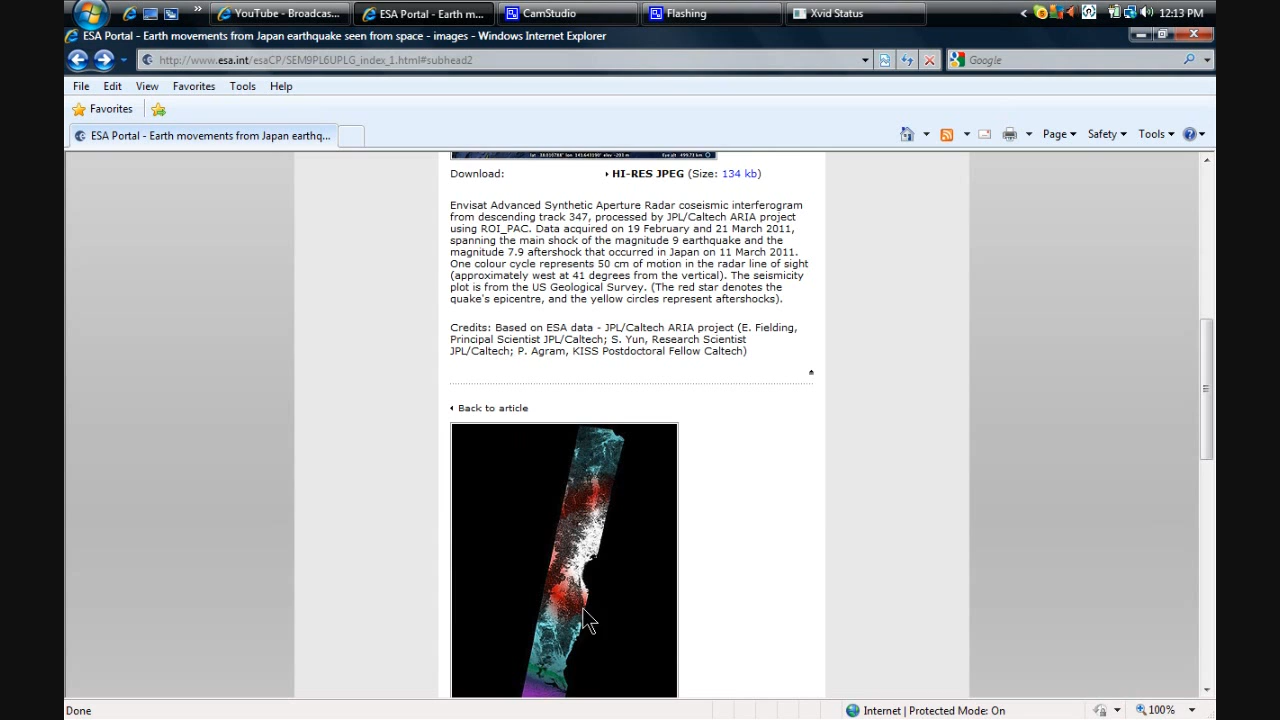 YouTube - Broadcas...
ESA Portal - Earth m...
CamStudio
Flashing
Xvid Status
12:13 PM
ESA Portal - Earth movements from Japan earthquake seen from space - images - Windows Internet Explorer
http://www.esa.int/esaCP/SEM9PL6UPLG_index_1.html#subhead2
Google
File Edit View Favorites Tools Help
Favorites
ESA Portal - Earth movements from Japan earthq...
Page Safety Tools
Download: HI-RES JPEG (Size: 134 kb)
Envisat Advanced Synthetic Aperture Radar coseismic interferogram
from descending track 347, processed by JPL/Caltech ARIA project
using ROI_PAC. Data acquired on 19 February and 21 March 2011,
spanning the main shock of the magnitude 9 earthquake and the
magnitude 7.9 aftershock that occurred in Japan on 11 March 2011.
One colour cycle represents 50 cm of motion in the radar line of sight
(approximately west at 41 degrees from the vertical). The seismicity
plot is from the US Geological Survey. (The red star denotes the
quake's epicentre, and the yellow circles represent aftershocks).
Credits: Based on ESA data - JPL/Caltech ARIA project (E. Fielding,
Principal Scientist JPL/Caltech; S. Yun, Research Scientist
JPL/Caltech; P. Agram, KISS Postdoctoral Fellow Caltech)
Back to article
Done
Internet | Protected Mode: On
100%